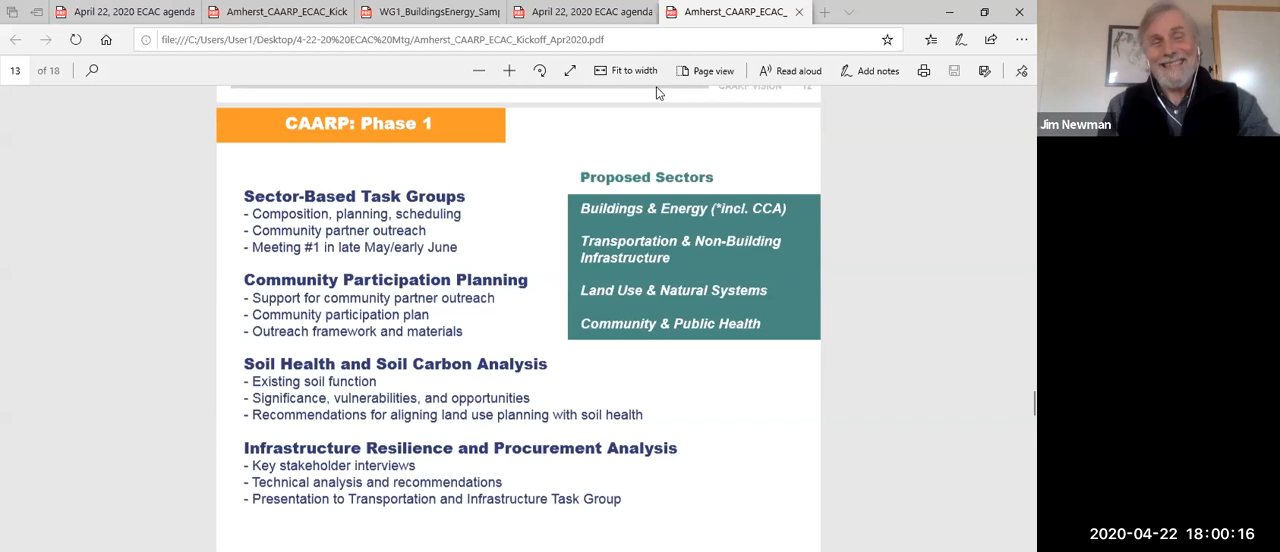 April 22, 2020 ECAC agenda
Amherst_CAARP_ECAC_Kick
WG1_BuildingsEnergy_Samp
April 22, 2020 ECAC agenda
Amherst_CAARP_ECAC_
file:///C:/Users/User1/Desktop/4-22-20%20ECAC%20Mtg/Amherst_CAARP_ECAC_Kickoff_Apr2020.pdf
13 of 18
Fit to width
Page view
Read aloud
Add notes
CAARP VISION 12
CAARP: Phase 1
Sector-Based Task Groups
- Composition, planning, scheduling
- Community partner outreach
- Meeting #1 in late May/early June
Community Participation Planning
- Support for community partner outreach
- Community participation plan
- Outreach framework and materials
Proposed Sectors
Buildings & Energy (*incl. CCA)
Transportation & Non-Building
Infrastructure
Land Use & Natural Systems
Community & Public Health
Soil Health and Soil Carbon Analysis
- Existing soil function
- Significance, vulnerabilities, and opportunities
- Recommendations for aligning land use planning with soil health
Infrastructure Resilience and Procurement Analysis
- Key stakeholder interviews
- Technical analysis and recommendations
- Presentation to Transportation and Infrastructure Task Group
Jim Newman
2020-04-22 18:00:16